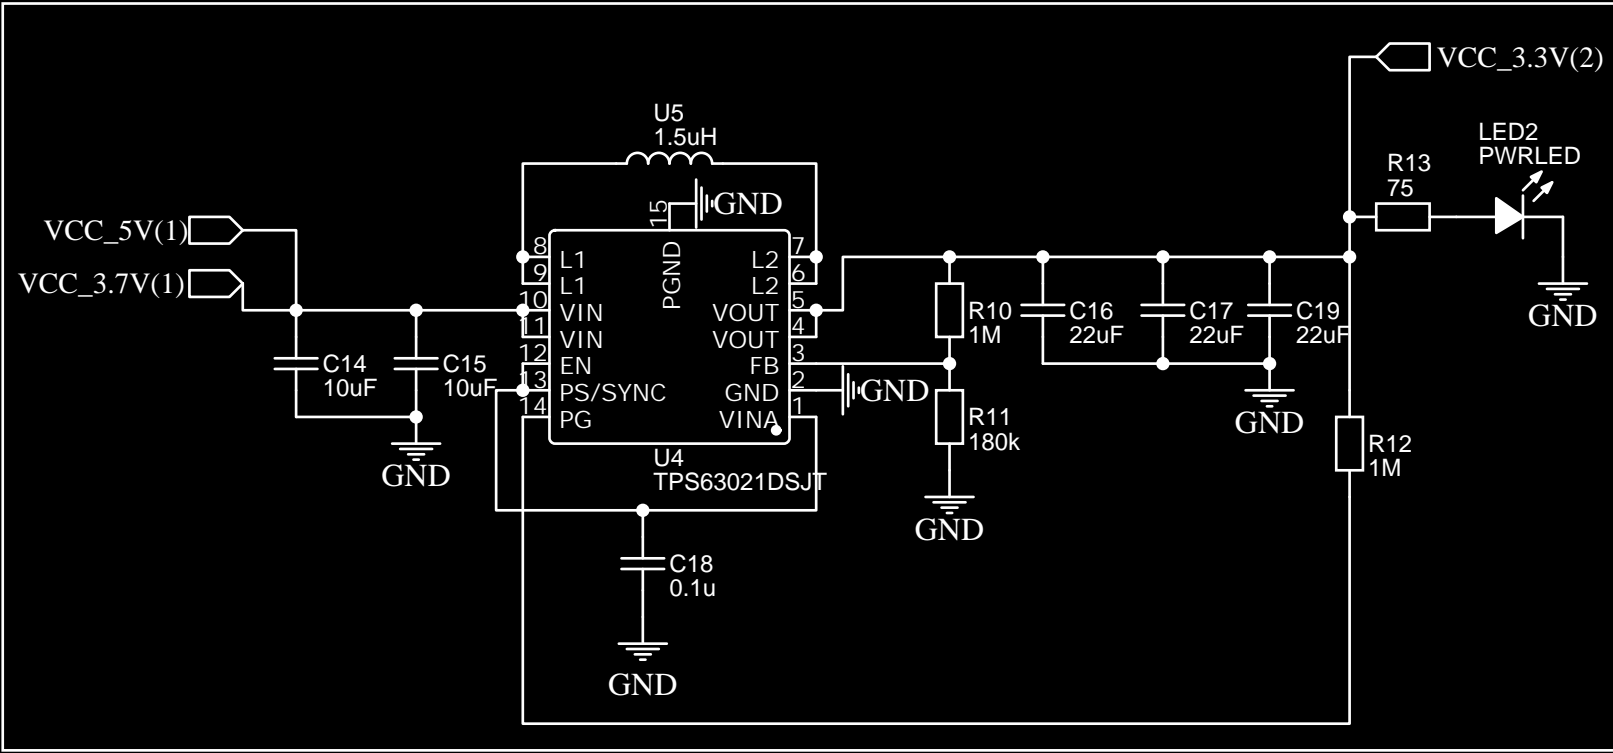 VCC_3.3V(2)
U5
1.5uH
LED2
PWRLED
R13
75
GND
15
PGND
VCC_5V(1)
VCC_3.7V(1)
8
L1
9
L1
10
VIN
11
VIN
12
EN
13
PS/SYNC
14
PG
7
L2
6
L2
5
VOUT
4
VOUT
3
FB
2
GND
1
VINA
GND
U4
TPS63021DSJT
C14
10uF
C15
10uF
GND
R10
1M
C16
22uF
C17
22uF
C19
22uF
GND
GND
R11
180k
GND
R12
1M
C18
0.1u
GND